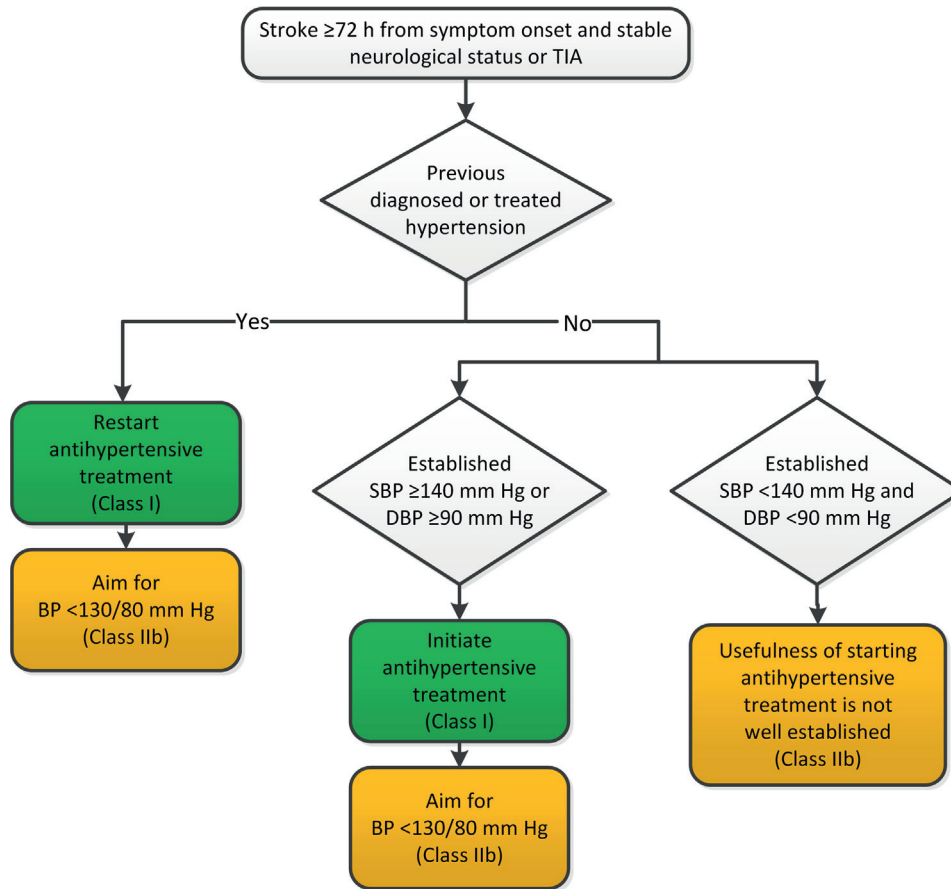 Stroke ≥72 h from symptom onset and stable
neurological status or TIA
Previous
diagnosed or treated
hypertension
Yes
No
Restart
antihypertensive
treatment
(Class I)
Aim for
BP <130/80 mm Hg
(Class IIb)
Established
SBP ≥140 mm Hg or
DBP ≥90 mm Hg
Initiate
antihypertensive
treatment
(Class I)
Aim for
BP <130/80 mm Hg
(Class IIb)
Established
SBP <140 mm Hg and
DBP <90 mm Hg
Usefulness of starting
antihypertensive
treatment is not
well established
(Class IIb)